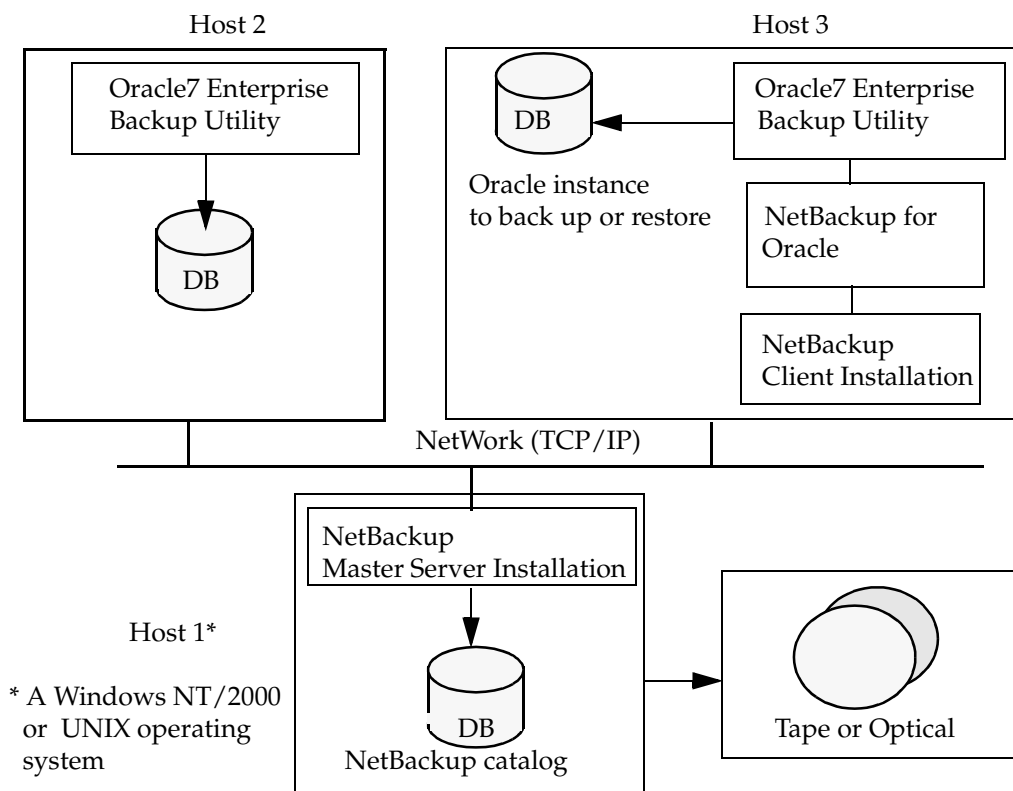 Host 2
Oracle7 Enterprise
Backup Utility
DB
Host 3
DB
Oracle7 Enterprise
Backup Utility
Oracle instance
to back up or restore
NetBackup for
Oracle
NetBackup
Client Installation
NetWork (TCP/IP)
NetBackup
Master Server Installation
Host 1*
* A Windows NT/2000
or UNIX operating
system
DB
NetBackup catalog
Tape or Optical